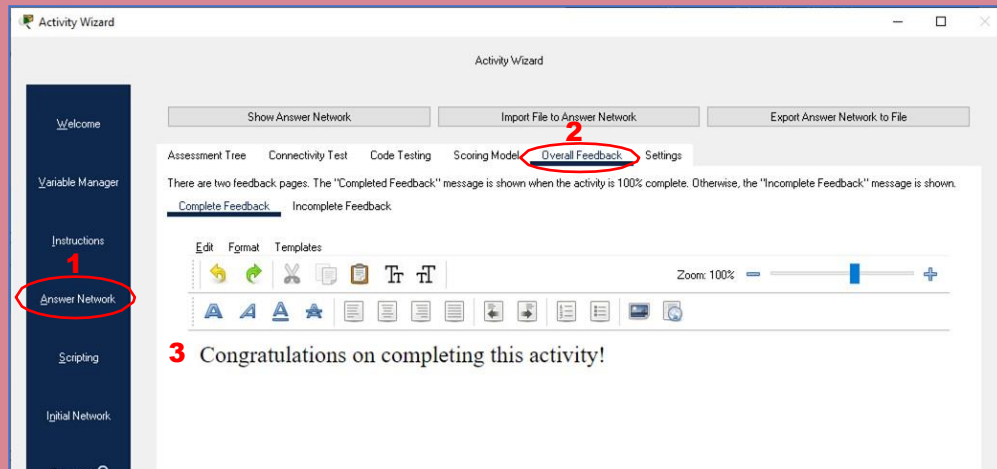 Activity Wizard
Activity Wizard
Welcome
Variable Manager
Instructions
1
Answer Network
Scripting
Initial Network
Show Answer Network
Import File to Answer Network
Export Answer Network to File
2
Assessment Tree
Connectivity Test
Code Testing
Scoring Model
Overall Feedback
Settings
There are two feedback pages. The "Completed Feedback" message is shown when the activity is 100% complete. Otherwise, the "Incomplete Feedback" message is shown.
Complete Feedback
Incomplete Feedback
Edit Format Templates
Zoom: 100%
3 Congratulations on completing this activity!